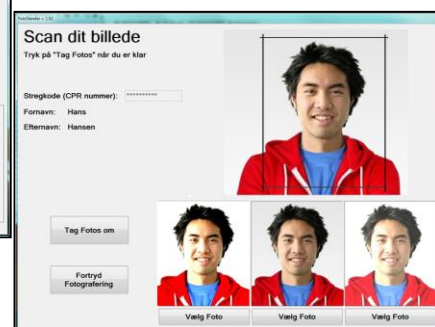 Scan dit billede
Tryk på "Tag Fotos" når du er klar
Stregkode (CPR nummer): **********
Fornavn: Hans
Efternavn: Hansen
Tag Fotos om
Fortryd
Fotografering
Vælg Foto
Vælg Foto
Vælg Foto